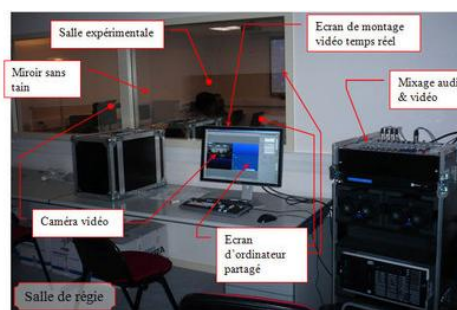 Salle expérimentale
Ecran de montage
vidéo temps réel
Miroir sans
tain
Mixage audi
& vidéo
Caméra vidéo
Ecran
d'ordinateur
partagé
Salle de régie